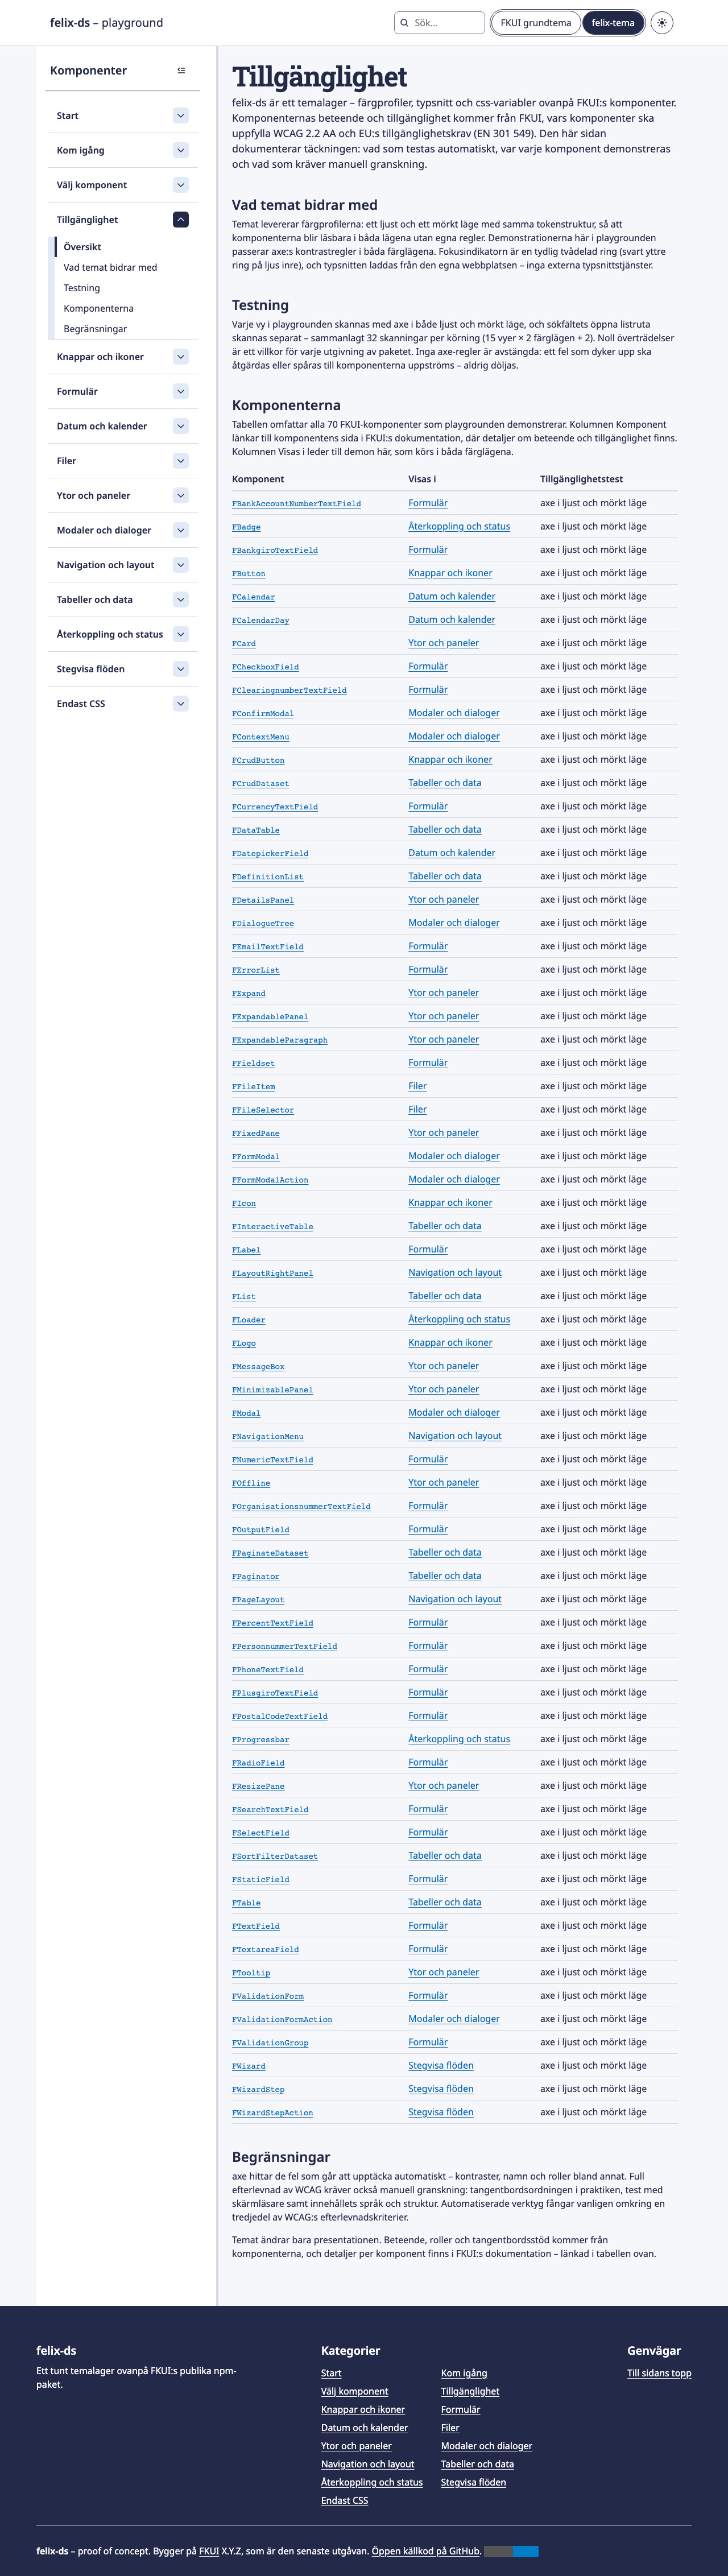 felix-ds – playground
Sök...
FKUI grundtema
felix-tema
Komponenter
Start
Kom igång
Välj komponent
Tillgänglighet
Översikt
Vad temat bidrar med
Testning
Komponenterna
Begränsningar
Knappar och ikoner
Formulär
Datum och kalender
Filer
Ytor och paneler
Modaler och dialoger
Navigation och layout
Tabeller och data
Återkoppling och status
Stegvisa flöden
Endast CSS
Tillgänglighet
felix-ds är ett temalager – färgprofiler, typsnitt och css-variabler ovanpå FKUI:s komponenter.
Komponenternas beteende och inbyggda tillgänglighet kommer från FKUI, vars komponenter ska
uppfylla WCAG 2.2 AA och EU:s tillgänglighetskrav (EN 301 549). Den här sidan
dokumenterar täckningen: vad som testas automatiskt, var varje komponent demonstreras
och vad som kräver manuell granskning.
Vad temat bidrar med
Temat levererar färgprofilerna: ett ljust och ett mörkt läge med samma tokenstruktur, så att
komponenterna blir läsbara i båda lägena utan egna regler. Demonstrationerna här i playgrounden
passerar axe:s kontrastregler i båda färglägena. Fokusindikatorn är en tydlig tvådelad ring (svart yttre
ring på ljus inre), och typsnitten laddas från den egna webbplatsen – inga externa typsnittstjänster.
Testning
Varje vy i playgrounden skannas med axe i både ljust och mörkt läge, och sökfältets öppna listruta
skannas separat – sammanlagt 32 skanningar per körning (15 vyer × 2 färglägen + 2). Noll överträdelser
är ett villkor för varje utgivning av paketet. Inga axe-regler är avstängda: ett fel som dyker upp ska
åtgärdas eller spåras till komponenterna uppströms – aldrig döljas.
Komponenterna
Tabellen omfattar alla 70 FKUI-komponenter som playgrounden demonstrerar. Kolumnen Komponent
länkar till komponentens sida i FKUI:s dokumentation, där detaljer om beteende och tillgänglighet finns.
Kolumnen Visas i leder till demon här, som körs i båda färglägena.
Komponent Visas i Tillgänglighetstest
FBankAccountNumberTextField Formulär axe i ljust och mörkt läge
FBadge Återkoppling och status axe i ljust och mörkt läge
FBankgiroTextField Formulär axe i ljust och mörkt läge
FButton Knappar och ikoner axe i ljust och mörkt läge
FCalendar Datum och kalender axe i ljust och mörkt läge
FCalendarDay Datum och kalender axe i ljust och mörkt läge
FCard Ytor och paneler axe i ljust och mörkt läge
FCheckboxField Formulär axe i ljust och mörkt läge
FClearingnumberTextField Formulär axe i ljust och mörkt läge
FConfirmModal Modaler och dialoger axe i ljust och mörkt läge
FContextMenu Modaler och dialoger axe i ljust och mörkt läge
FCrudButton Knappar och ikoner axe i ljust och mörkt läge
FCrudDataset Tabeller och data axe i ljust och mörkt läge
FCurrencyTextField Formulär axe i ljust och mörkt läge
FDataTable Tabeller och data axe i ljust och mörkt läge
FDatepickerField Datum och kalender axe i ljust och mörkt läge
FDefinitionList Tabeller och data axe i ljust och mörkt läge
FDetailsPanel Ytor och paneler axe i ljust och mörkt läge
FDialogueTree Modaler och dialoger axe i ljust och mörkt läge
FEmailTextField Formulär axe i ljust och mörkt läge
FErrorList Formulär axe i ljust och mörkt läge
FExpand Ytor och paneler axe i ljust och mörkt läge
FExpandablePanel Ytor och paneler axe i ljust och mörkt läge
FExpandableParagraph Ytor och paneler axe i ljust och mörkt läge
FFieldset Formulär axe i ljust och mörkt läge
FFileItem Filer axe i ljust och mörkt läge
FFileSelector Filer axe i ljust och mörkt läge
FFixedPane Ytor och paneler axe i ljust och mörkt läge
FFormModal Modaler och dialoger axe i ljust och mörkt läge
FFormModalAction Modaler och dialoger axe i ljust och mörkt läge
FIcon Knappar och ikoner axe i ljust och mörkt läge
FInteractiveTable Tabeller och data axe i ljust och mörkt läge
FLabel Formulär axe i ljust och mörkt läge
FLayoutRightPanel Navigation och layout axe i ljust och mörkt läge
FList Tabeller och data axe i ljust och mörkt läge
FLoader Återkoppling och status axe i ljust och mörkt läge
FLogo Knappar och ikoner axe i ljust och mörkt läge
FMessageBox Ytor och paneler axe i ljust och mörkt läge
FMinimizablePanel Ytor och paneler axe i ljust och mörkt läge
FModal Modaler och dialoger axe i ljust och mörkt läge
FNavigationMenu Navigation och layout axe i ljust och mörkt läge
FNumericTextField Formulär axe i ljust och mörkt läge
FOffline Ytor och paneler axe i ljust och mörkt läge
FOrganisationsnummerTextField Formulär axe i ljust och mörkt läge
FOutputField Formulär axe i ljust och mörkt läge
FPaginateDataset Tabeller och data axe i ljust och mörkt läge
FPaginator Tabeller och data axe i ljust och mörkt läge
FPageLayout Navigation och layout axe i ljust och mörkt läge
FPercentTextField Formulär axe i ljust och mörkt läge
FPersonnummerTextField Formulär axe i ljust och mörkt läge
FPhoneTextField Formulär axe i ljust och mörkt läge
FPlusgiroTextField Formulär axe i ljust och mörkt läge
FPostalCodeTextField Formulär axe i ljust och mörkt läge
FProgressbar Återkoppling och status axe i ljust och mörkt läge
FRadioField Formulär axe i ljust och mörkt läge
FResizePane Ytor och paneler axe i ljust och mörkt läge
FSearchTextField Formulär axe i ljust och mörkt läge
FSelectField Formulär axe i ljust och mörkt läge
FSortFilterDataset Tabeller och data axe i ljust och mörkt läge
FStaticField Formulär axe i ljust och mörkt läge
FTable Tabeller och data axe i ljust och mörkt läge
FTextField Formulär axe i ljust och mörkt läge
FTextareaField Formulär axe i ljust och mörkt läge
FTooltip Ytor och paneler axe i ljust och mörkt läge
FValidationForm Formulär axe i ljust och mörkt läge
FValidationFormAction Modaler och dialoger axe i ljust och mörkt läge
FValidationGroup Formulär axe i ljust och mörkt läge
FWizard Stegvisa flöden axe i ljust och mörkt läge
FWizardStep Stegvisa flöden axe i ljust och mörkt läge
FWizardStepAction Stegvisa flöden axe i ljust och mörkt läge
Begränsningar
axe hittar de fel som går att upptäcka automatiskt – kontraster, namn och roller bland annat. Full
efterlevnad av WCAG kräver också manuell granskning: tangentbordsordningen i praktiken, test med
skärmläsare samt innehållets språk och struktur. Automatiserade verktyg fångar vanligen omkring en
tredjedel av WCAG:s efterlevnadskriterier.
Temat ändrar bara presentationen. Beteende, roller och tangentbordsstöd kommer från
komponenterna, och detaljer per komponent finns i FKUI:s dokumentation – länkad i tabellen ovan.
felix-ds
Ett tunt temalager ovanpå FKUI:s publika npm-
paket.
Kategorier
Start Kom igång
Välj komponent Tillgänglighet
Knappar och ikoner Formulär
Datum och kalender Filer
Ytor och paneler Modaler och dialoger
Navigation och layout Tabeller och data
Återkoppling och status Stegvisa flöden
Endast CSS
Genvägar
Till sidans topp
felix-ds – proof of concept. Bygger på FKUI X.Y.Z, som är den senaste utgåvan. Öppen källkod på GitHub.